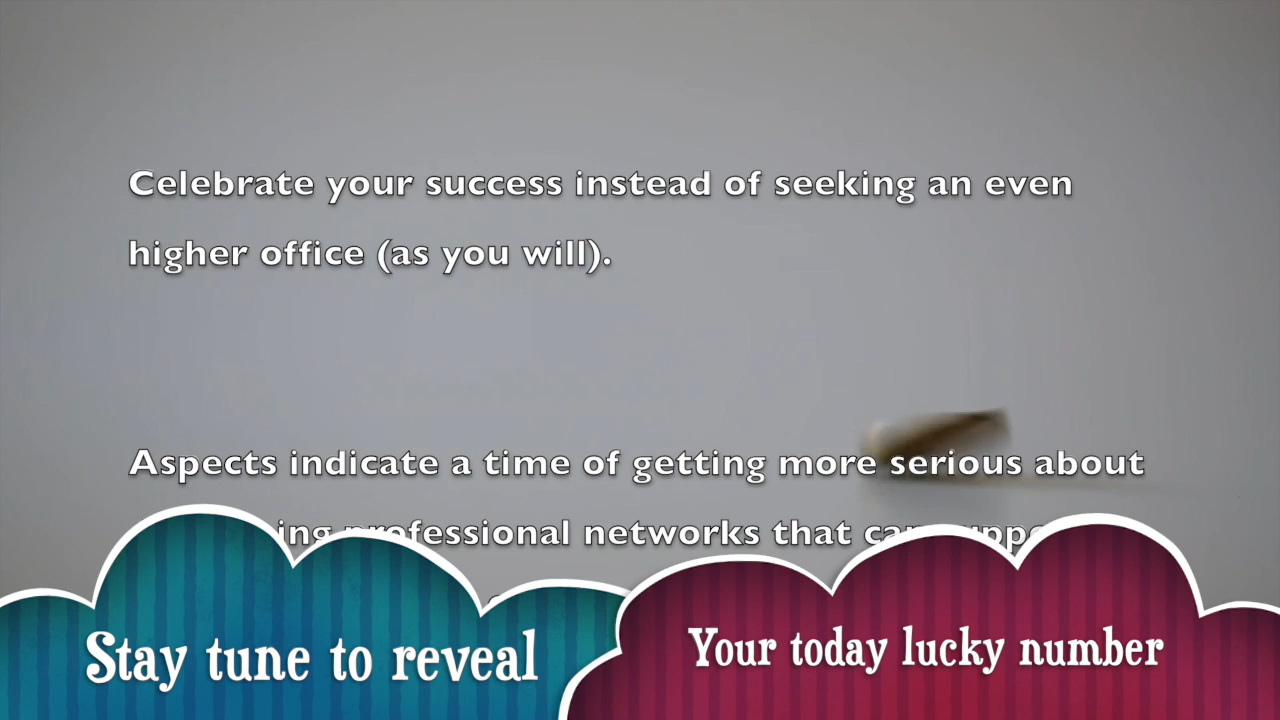 Celebrate your success instead of seeking an even
higher office (as you will).
Aspects indicate a time of getting more serious about
professional networks that can
Stay tune to reveal
Your today lucky number